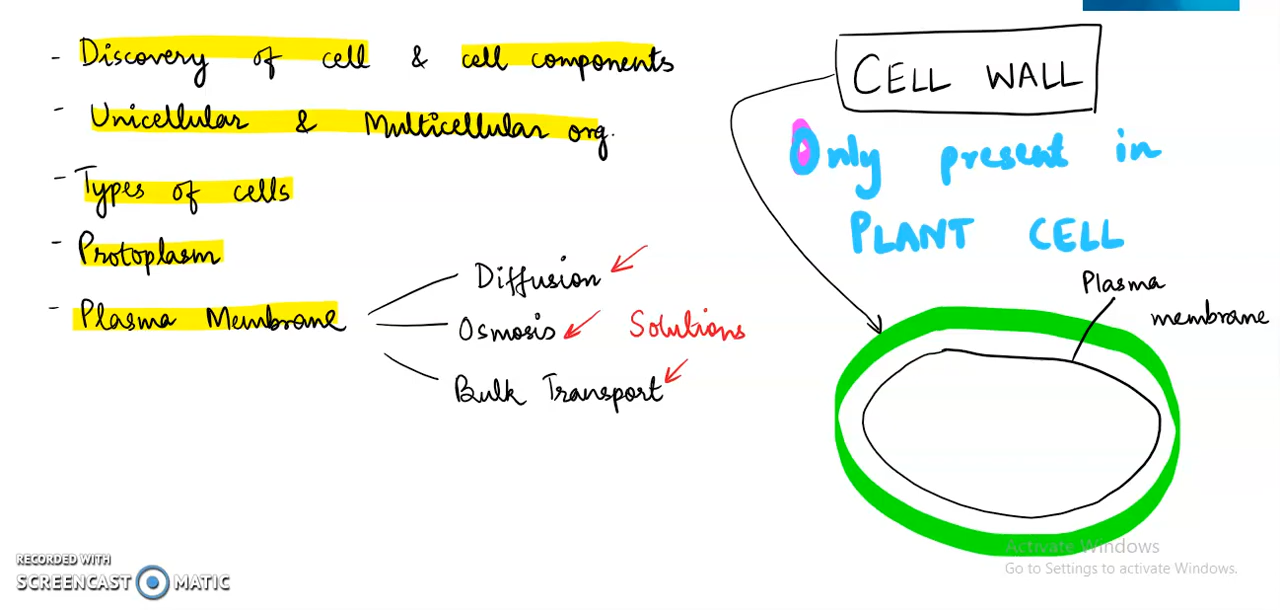 - Discovery of cell & cell components
- Unicellular & Multicellular org.
- Types of cells
- Protoplasm
- Plasma Membrane
Diffusion
Osmosis Solutions
Bulk Transport
CELL WALL
Only present in
PLANT CELL
Plasma
membrane
Activate Windows
Go to Settings to activate Windows.
RECORDED WITH
SCREENCAST MATIC